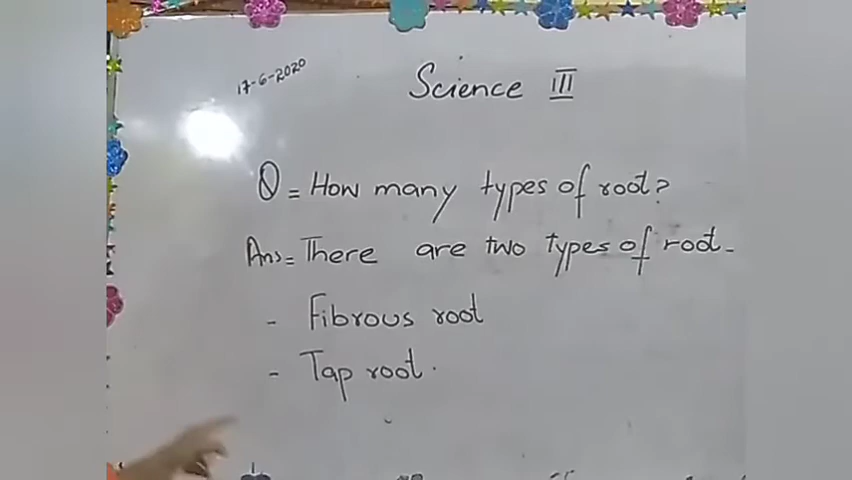 17-6-2020
Science III
Q = How many types of root?
Ans = There are two types of root.
- Fibrous root
- Tap root.